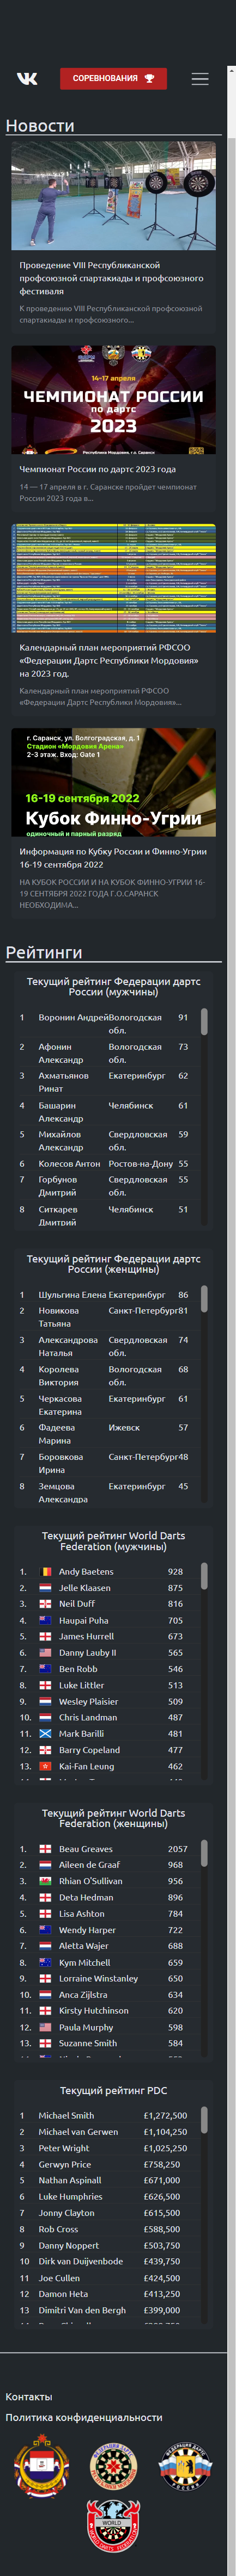 СОРЕВНОВАНИЯ
Новости
Проведение VIII Республиканской
профсоюзной спартакиады и профсоюзного
фестиваля
К проведению VIII Республиканской профсоюзной
спартакиады и профсоюзного...
14-17 апреля
ЧЕМПИОНАТ РОССИИ
по дартс
2023
Чемпионат России по дартс 2023 года
14 — 17 апреля в г. Саранске пройдет чемпионат
России 2023 года в...
Календарный план мероприятий РФСОО
«Федерации Дартс Республики Мордовия»
на 2023 год.
Календарный план мероприятий РФСОО
«Федерации Дартс Республики Мордовия»...
г. Саранск, ул. Волгоградская, д. 1
Стадион «Мордовия Арена»
2-3 этаж. Вход: Gate 1
16-19 сентября 2022
Кубок Финно-Угрии
одиночный и парный разряд
Информация по Кубку России и Финно-Угрии
16-19 сентября 2022
НА КУБОК РОССИИ И НА КУБОК ФИННО-УГРИИ 16-
19 СЕНТЯБРЯ 2022 ГОДА Г.О.САРАНСК
НЕОБХОДИМА...
Рейтинги
Текущий рейтинг Федерации дартс
России (мужчины)
1 Воронин Андрей Вологодская обл. 91
2 Афонин Александр Вологодская обл. 73
3 Ахматьянов Ринат Екатеринбург 62
4 Башарин Александр Челябинск 61
5 Михайлов Александр Свердловская обл. 59
6 Колесов Антон Ростов-на-Дону 55
7 Горбунов Дмитрий Свердловская обл. 55
8 Ситкарев Дмитрий Челябинск 51
Текущий рейтинг Федерации дартс
России (женщины)
1 Шульгина Елена Екатеринбург 86
2 Новикова Татьяна Санкт-Петербург 81
3 Александрова Наталья Свердловская обл. 74
4 Королева Виктория Вологодская обл. 68
5 Черкасова Екатерина Екатеринбург 61
6 Фадеева Марина Ижевск 57
7 Боровкова Ирина Санкт-Петербург 48
8 Земцова Александра Екатеринбург 45
Текущий рейтинг World Darts
Federation (мужчины)
1. Andy Baetens 928
2. Jelle Klaasen 875
3. Neil Duff 816
4. Haupai Puha 705
5. James Hurrell 673
6. Danny Lauby II 565
7. Ben Robb 546
8. Luke Littler 513
9. Wesley Plaisier 509
10. Chris Landman 487
11. Mark Barilli 481
12. Barry Copeland 477
13. Kai-Fan Leung 462
Текущий рейтинг World Darts
Federation (женщины)
1. Beau Greaves 2057
2. Aileen de Graaf 968
3. Rhian O'Sullivan 956
4. Deta Hedman 896
5. Lisa Ashton 784
6. Wendy Harper 722
7. Aletta Wajer 688
8. Kym Mitchell 659
9. Lorraine Winstanley 650
10. Anca Zijlstra 634
11. Kirsty Hutchinson 620
12. Paula Murphy 598
13. Suzanne Smith 584
Текущий рейтинг PDC
1 Michael Smith £1,272,500
2 Michael van Gerwen £1,104,250
3 Peter Wright £1,025,250
4 Gerwyn Price £758,250
5 Nathan Aspinall £671,000
6 Luke Humphries £626,500
7 Jonny Clayton £615,500
8 Rob Cross £588,500
9 Danny Noppert £503,750
10 Dirk van Duijvenbode £439,750
11 Joe Cullen £424,500
12 Damon Heta £413,250
13 Dimitri Van den Bergh £399,000
Контакты
Политика конфиденциальности
WORLD